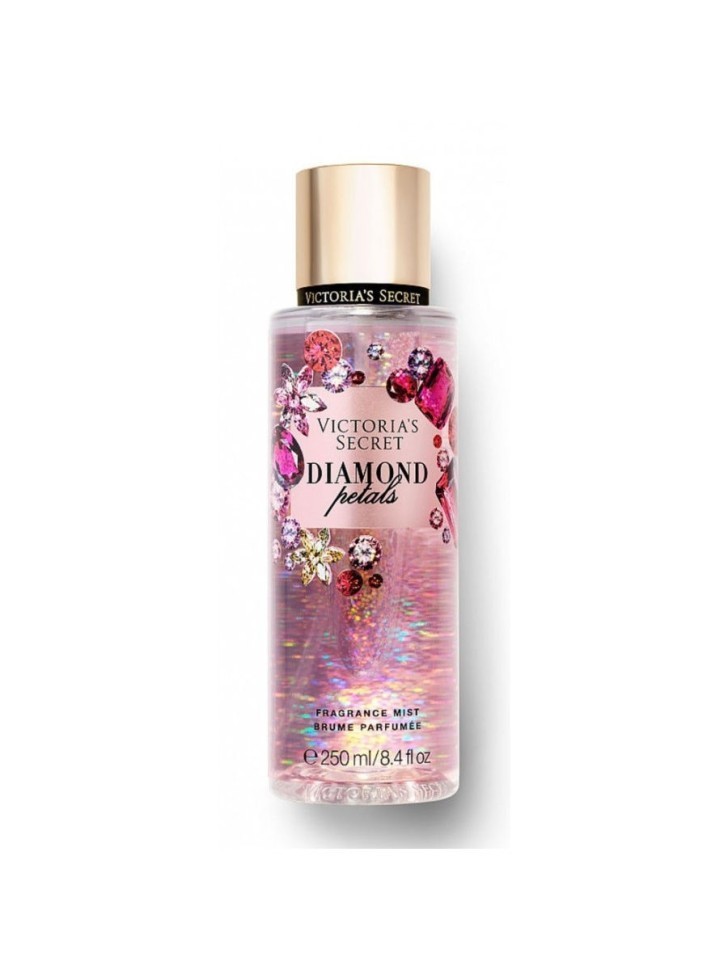 VICTORIA'S SECRET
VICTORIA'S
SECRET
DIAMOND
petals
FRAGRANCE MIST
BRUME PARFUMÉE
℮ 250 ml/8.4 fl oz